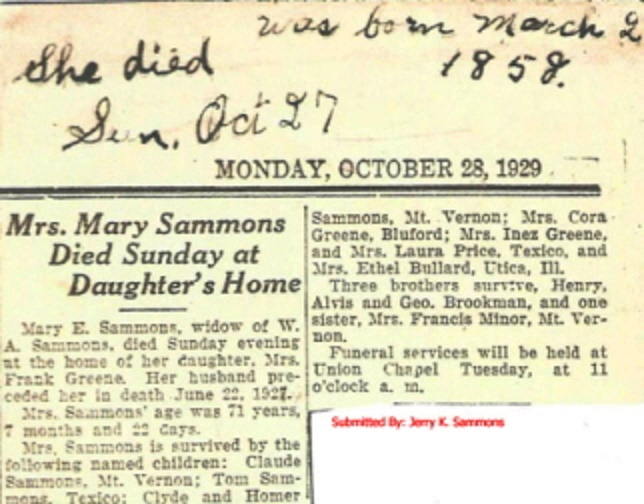 was born March 2
She died
1858.
Sun, Oct 27
MONDAY, OCTOBER 28, 1929
Mrs. Mary Sammons
Died Sunday at
Daughter's Home
Mary E. Sammons, widow of W.
A. Sammons, died Sunday evening
at the home of her daughter, Mrs.
Frank Greene. Her husband pre-
ceded her in death June 22, 1927.
Mrs. Sammons' age was 71 years,
7 months and 22 days.
Mrs. Sammons is survived by the
following named children: Claude
Sammons, Mt. Vernon; Tom Sam-
mons, Texico; Clyde and Homer
Sammons, Mt. Vernon; Mrs. Cora
Greene, Bluford; Mrs. Inez Greene,
and Mrs. Laura Price, Texico, and
Mrs. Ethel Bullard, Utica, Ill.
Three brothers survive, Henry,
Alvis and Geo. Brookman, and one
sister, Mrs. Francis Minor, Mt. Ver-
non.
Funeral services will be held at
Union Chapel Tuesday, at 11
o'clock a. m.
Submitted By: Jerry K. Sammons